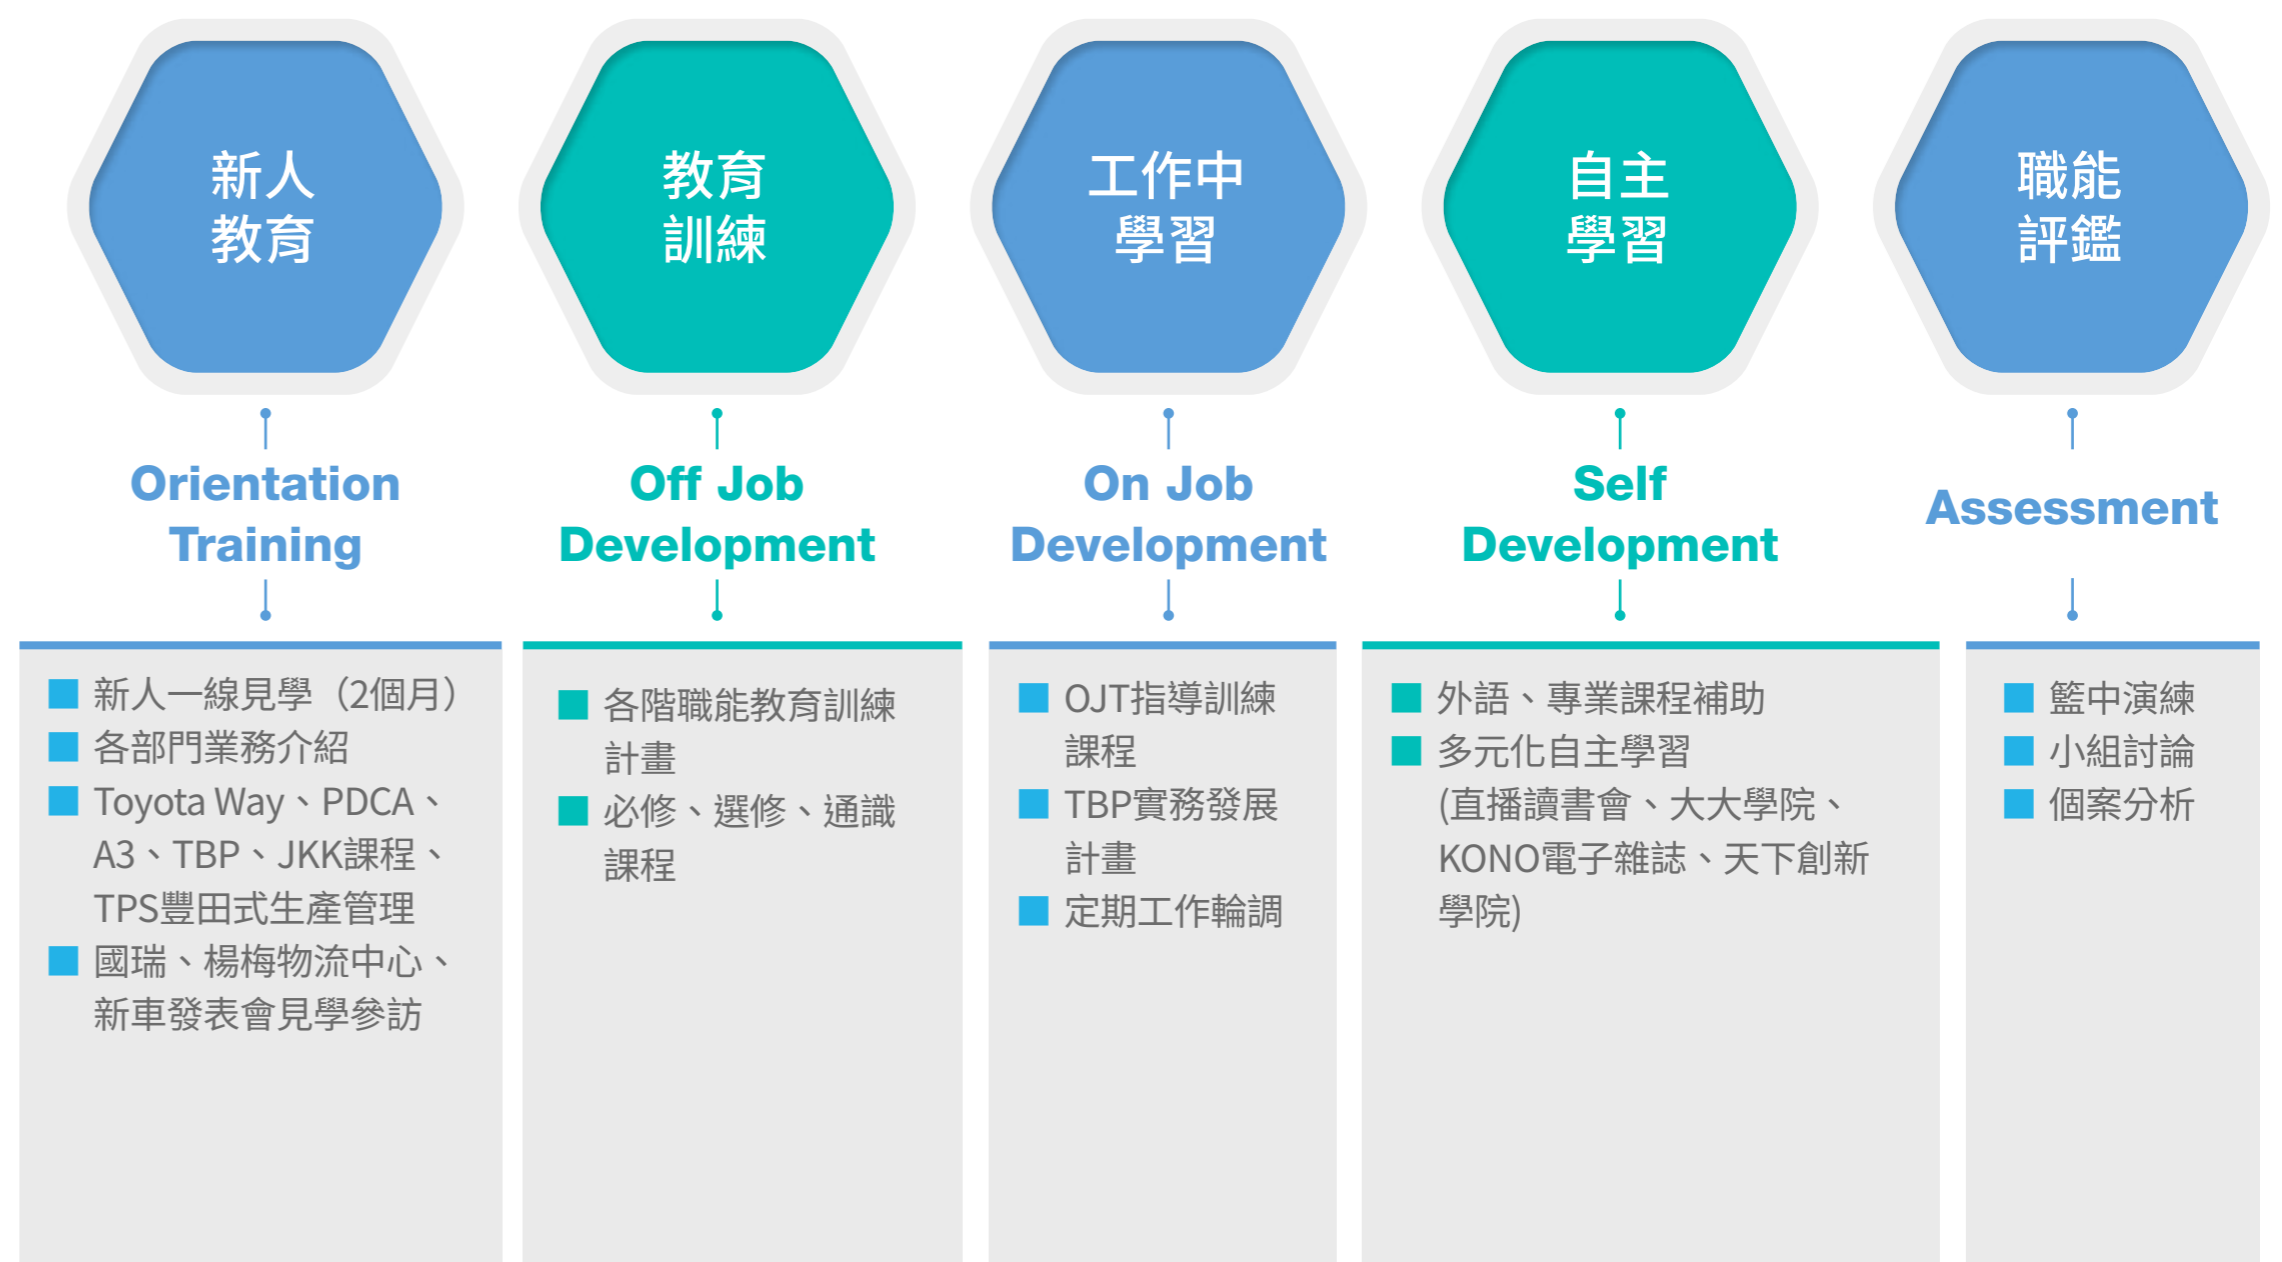 新人
教育
Orientation
Training
新人一線見學（2個月）
各部門業務介紹
Toyota Way、PDCA、
A3、TBP、JKK課程、
TPS豐田式生產管理
國瑞、楊梅物流中心、
新車發表會見學參訪
教育
訓練
Off Job
Development
各階職能教育訓練
計畫
必修、選修、通識
課程
工作中
學習
On Job
Development
OJT指導訓練
課程
TBP實務發展
計畫
定期工作輪調
自主
學習
Self
Development
外語、專業課程補助
多元化自主學習
(直播讀書會、大大學院、
KONO電子雜誌、天下創新
學院)
職能
評鑑
Assessment
籃中演練
小組討論
個案分析